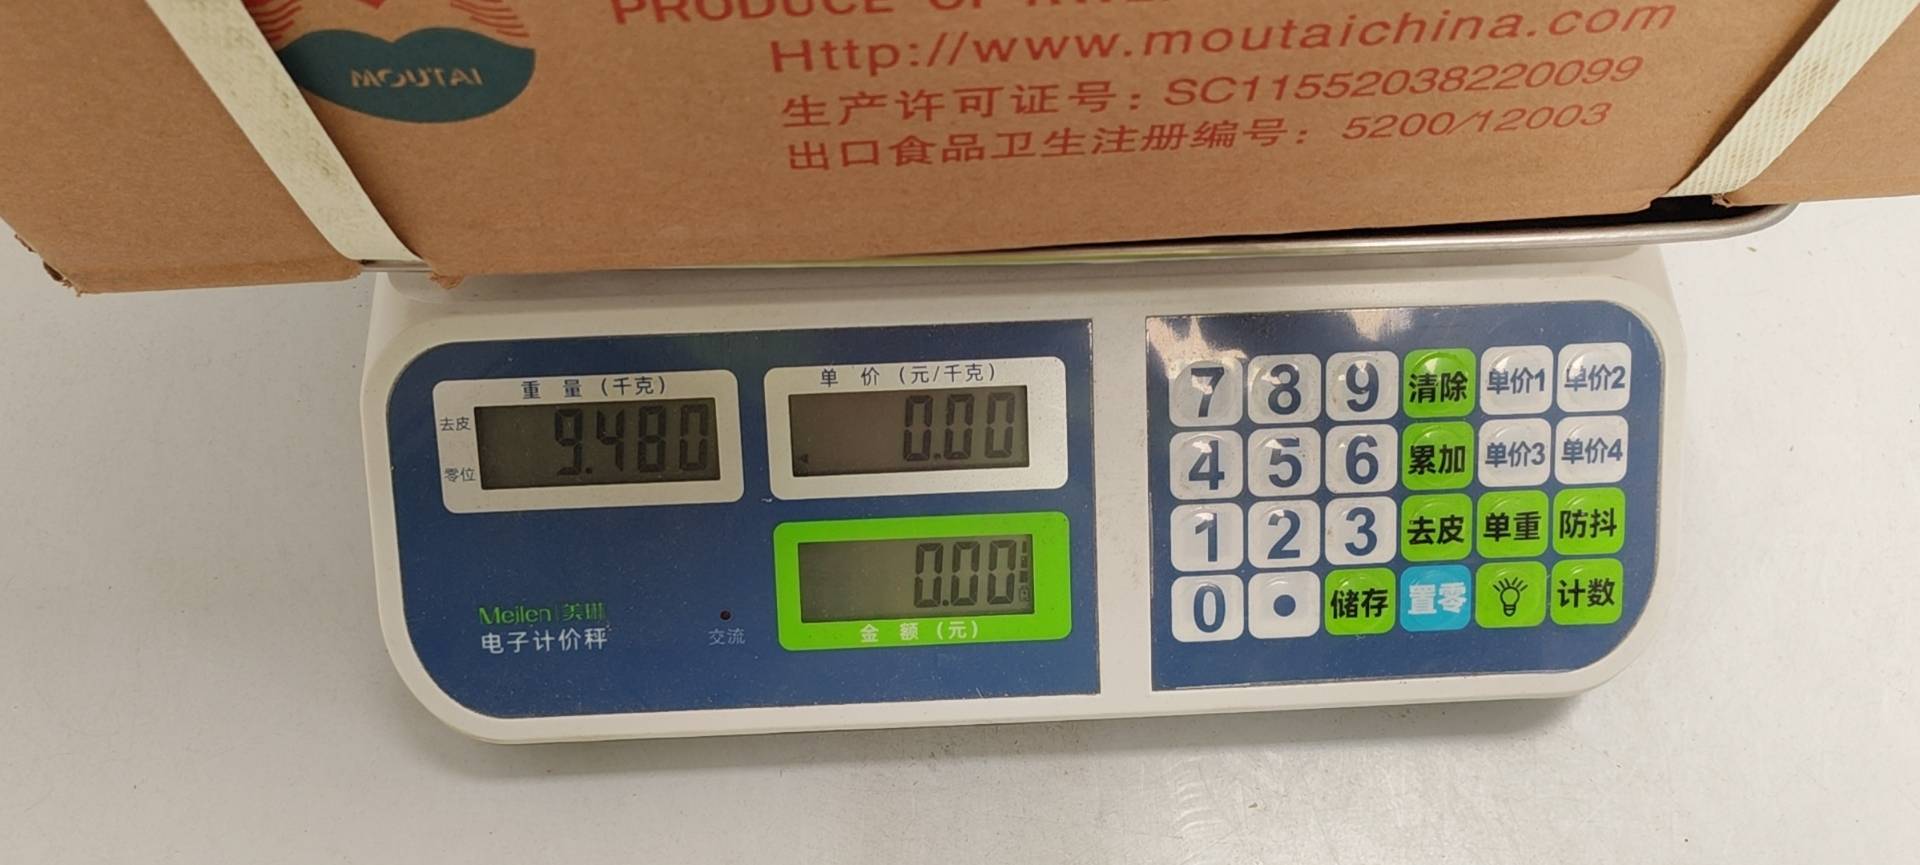 MOUTAI
PRODUCE OF
Http://www.moutaichina.com
生产许可证号：SC11552038220099
出口食品卫生注册编号：5200/12003
重 量（千克）
去皮
9.480
零位
单 价（元/千克）
0.00
0.00
金 额（元）
Meilen 美琳
电子计价秤
交流
7 8 9 清除 单价1 单价2
4 5 6 累加 单价3 单价4
1 2 3 去皮 单重 防抖
0 • 储存 置零 计数